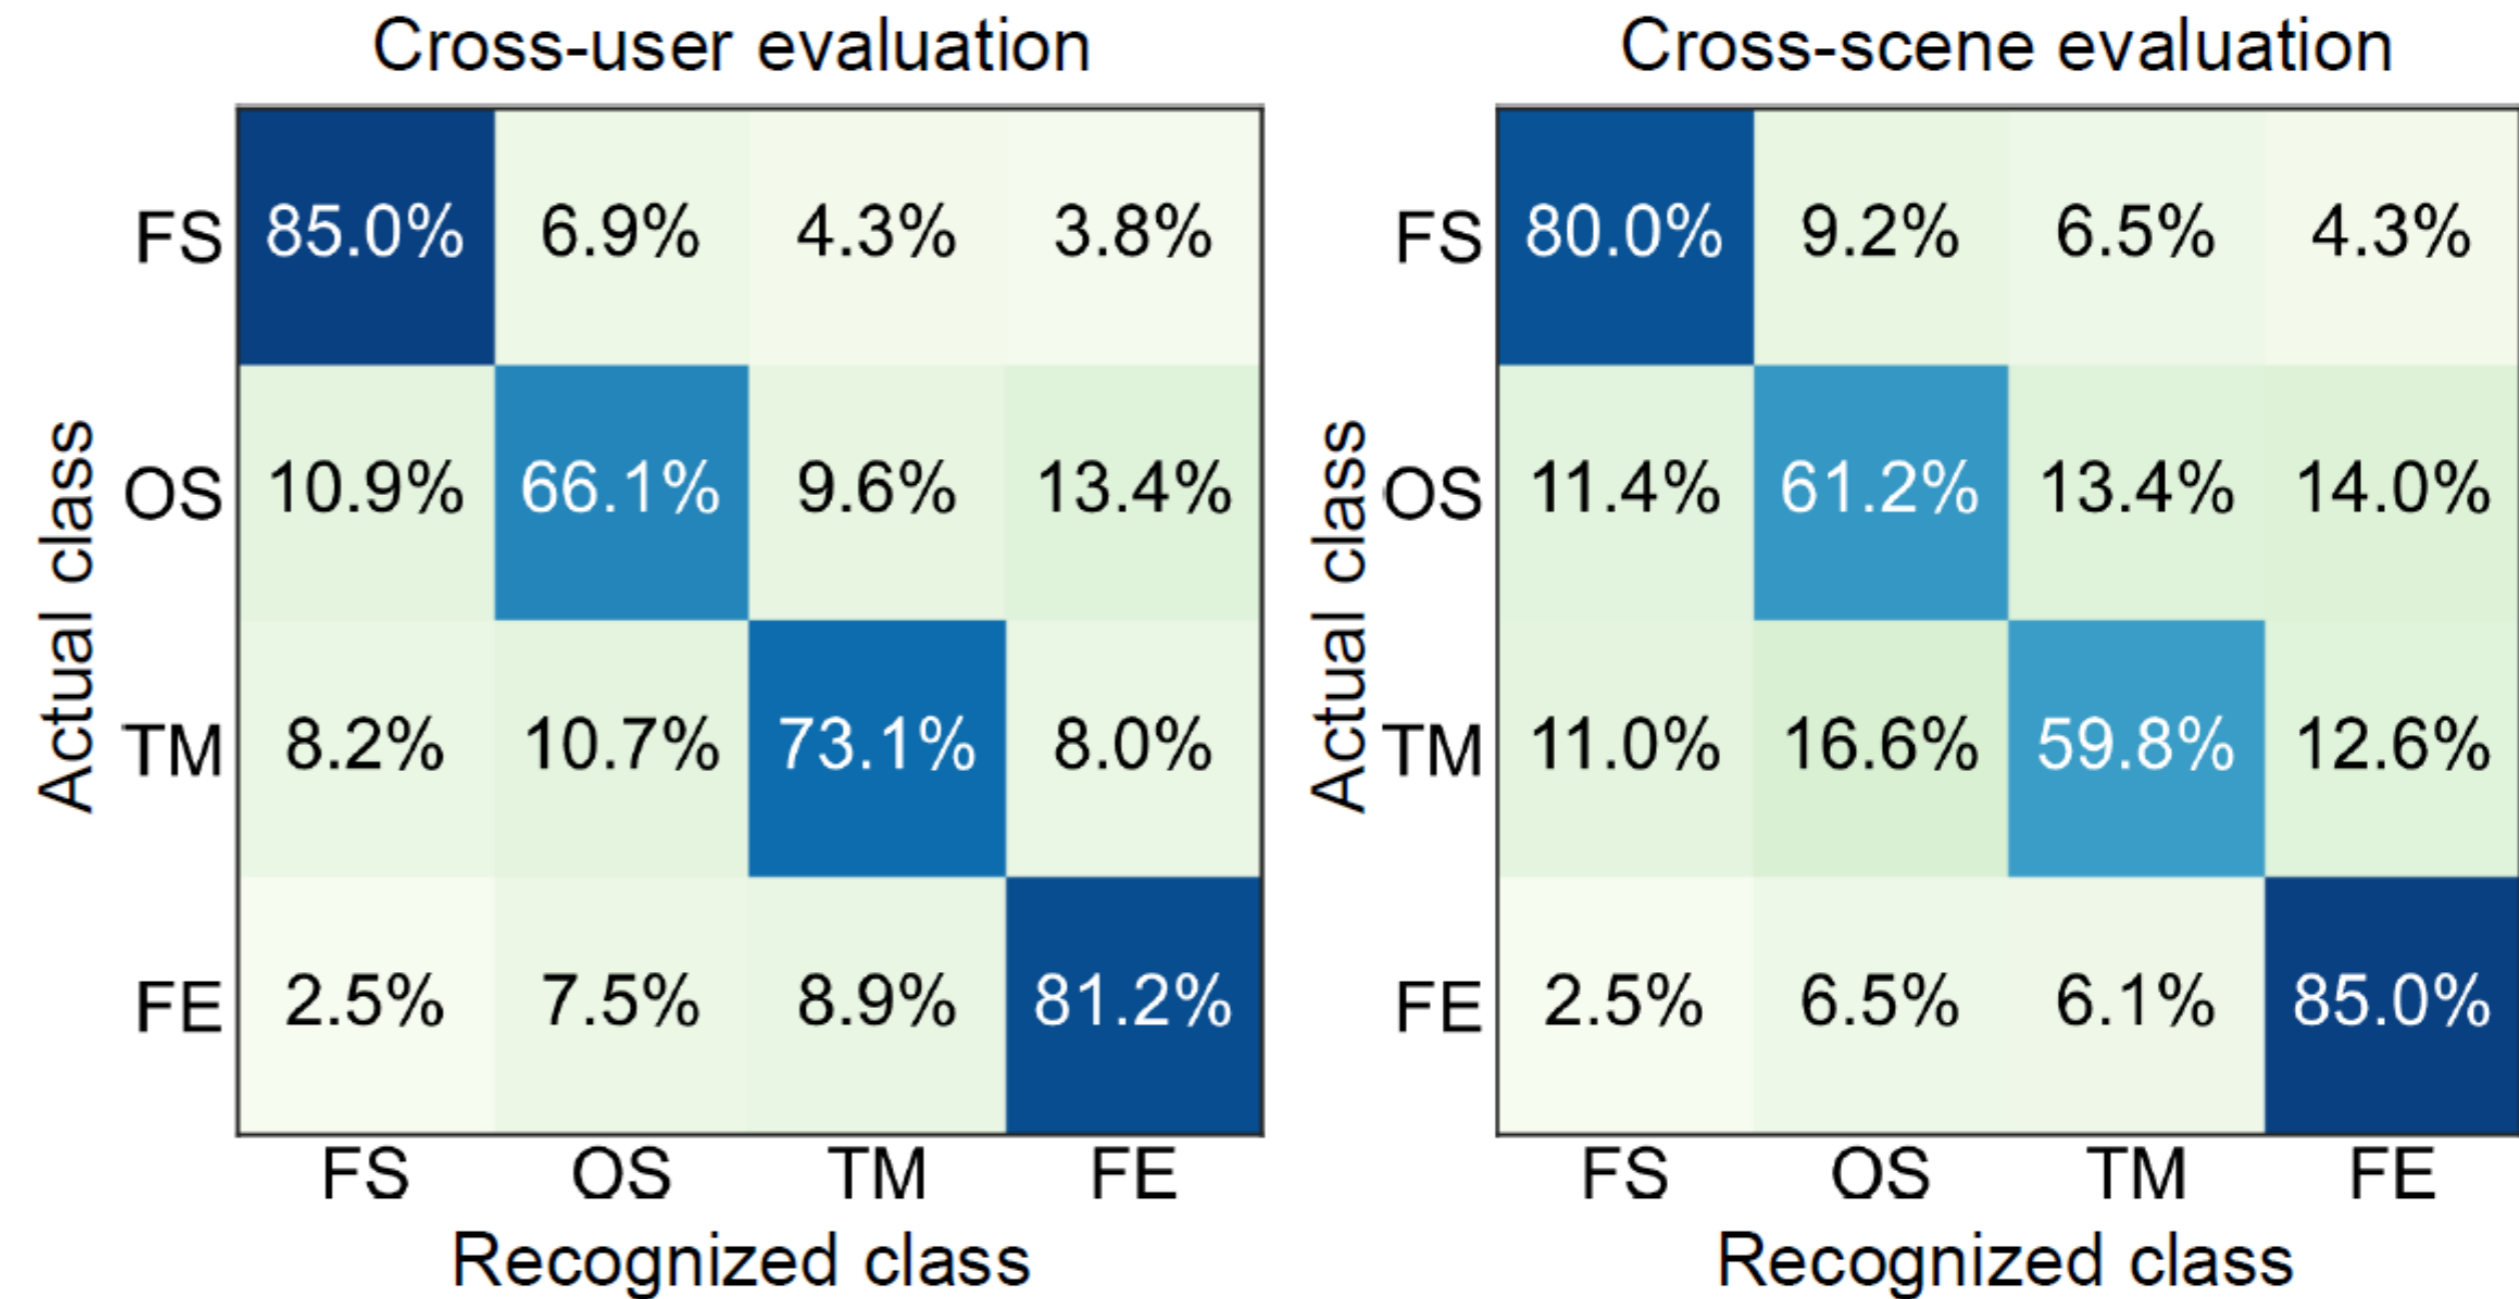 Cross-user evaluation
Actual class
FS 85.0% 6.9% 4.3% 3.8%
OS 10.9% 66.1% 9.6% 13.4%
TM 8.2% 10.7% 73.1% 8.0%
FE 2.5% 7.5% 8.9% 81.2%
FS OS TM FE
Recognized class
Cross-scene evaluation
Actual class
FS 80.0% 9.2% 6.5% 4.3%
OS 11.4% 61.2% 13.4% 14.0%
TM 11.0% 16.6% 59.8% 12.6%
FE 2.5% 6.5% 6.1% 85.0%
FS OS TM FE
Recognized class